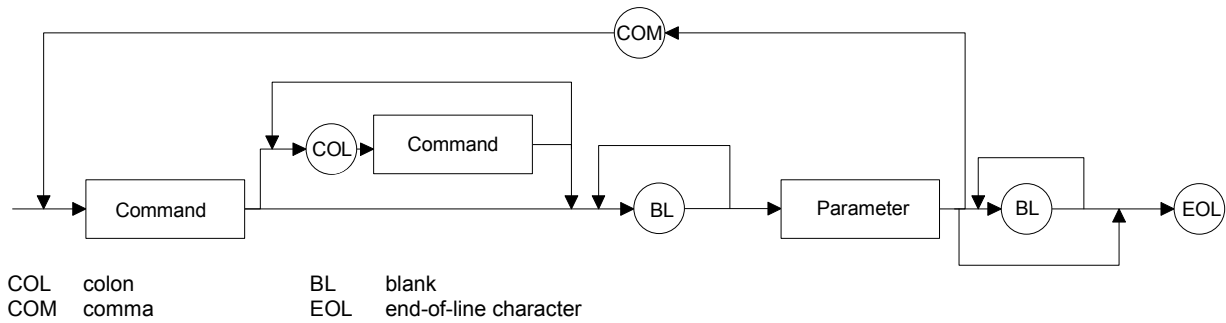 COM
COL
Command
Command
BL
Parameter
BL
EOL
COL colon BL blank
COM comma EOL end-of-line character